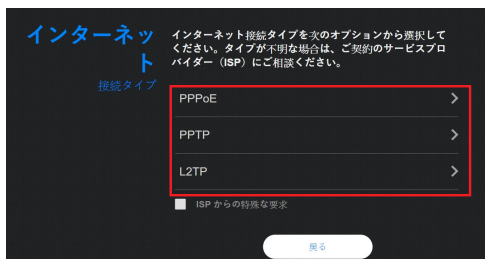 インターネッ
ト
接続タイプ
インターネット接続タイプを次のオプションから選択して
ください。タイプが不明な場合は、ご契約のサービスプロ
バイダー（ISP）にご相談ください。
PPPoE
PPTP
L2TP
ISP からの特殊な要求
戻る